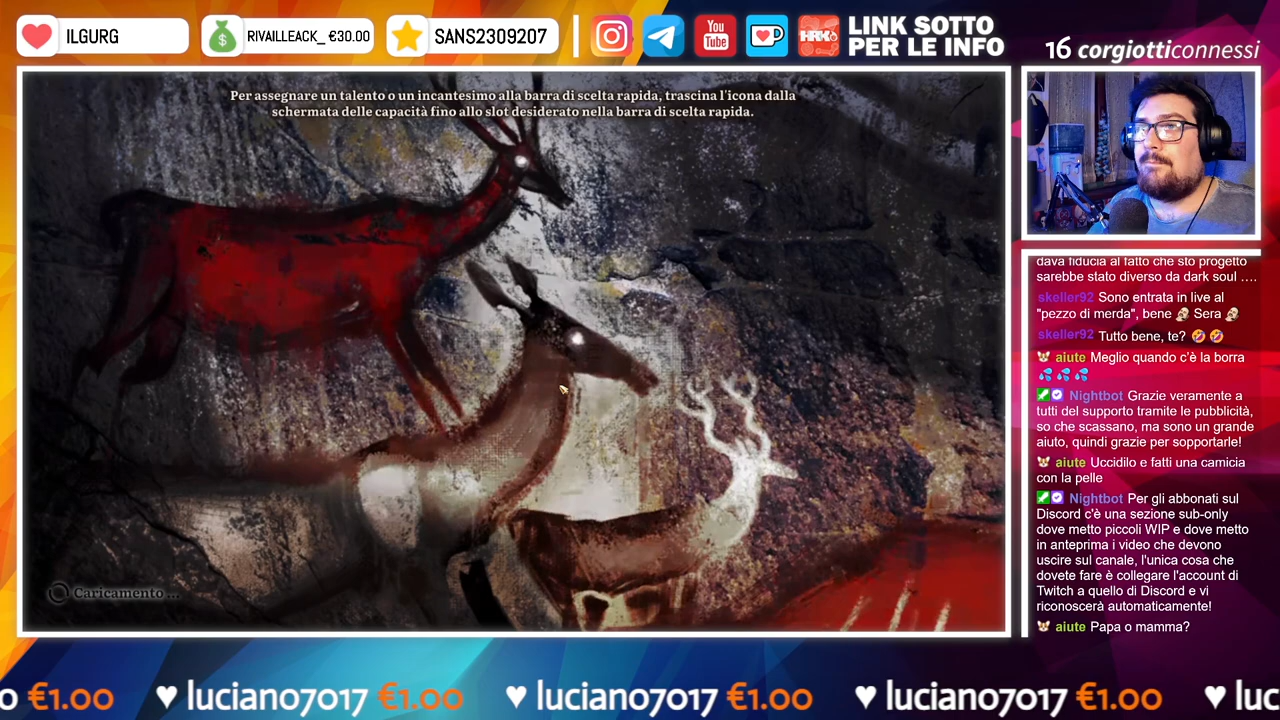 ILGURG
RIVAILLEACK_ €30.00
SANS2309207
You
Tube
HRK
LINK SOTTO
PER LE INFO
16 corgiotticonnessi
Per assegnare un talento o un incantesimo alla barra di scelta rapida, trascina l'icona dalla
schermata delle capacità fino allo slot desiderato nella barra di scelta rapida.
Caricamento ...
dava fiducia al fatto che sto progetto
sarebbe stato diverso da dark soul ....
skeller92 Sono entrata in live al
"pezzo di merda", bene Sera
skeller92 Tutto bene, te? 🤣 🤣
aiute Meglio quando c'è la borra
💦 💦 💦
Nightbot Grazie veramente a
tutti del supporto tramite le pubblicità,
so che scassano, ma sono un grande
aiuto, quindi grazie per sopportarle!
aiute Uccidilo e fatti una camicia
con la pelle
Nightbot Per gli abbonati sul
Discord c'è una sezione sub-only
dove metto piccoli WIP e dove metto
in anteprima i video che devono
uscire sul canale, l'unica cosa che
dovete fare è collegare l'account di
Twitch a quello di Discord e vi
riconoscerà automaticamente!
aiute Papa o mamma?
o €1.00 ♥ luciano7017 €1.00 ♥ luciano7017 €1.00 ♥ luciano7017 €1.00 ♥ luc